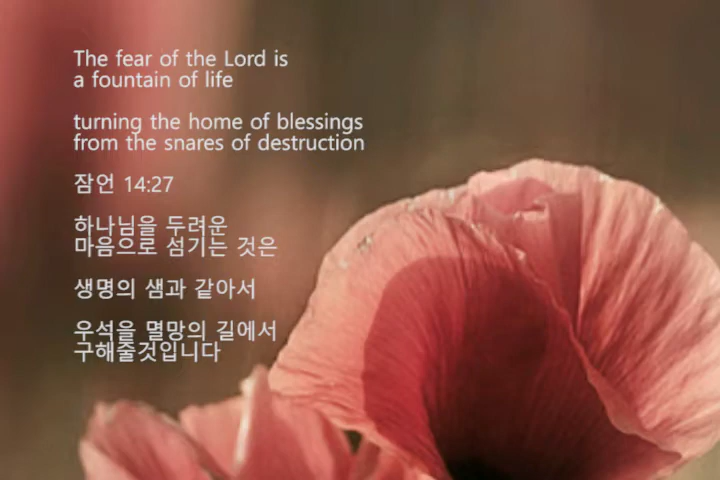 The fear of the Lord is
a fountain of life
turning the home of blessings
from the snares of destruction
잠언 14:27
하나님을 두려운
마음으로 섬기는 것은
생명의 샘과 같아서
우석을 멸망의 길에서
구해줄것입니다